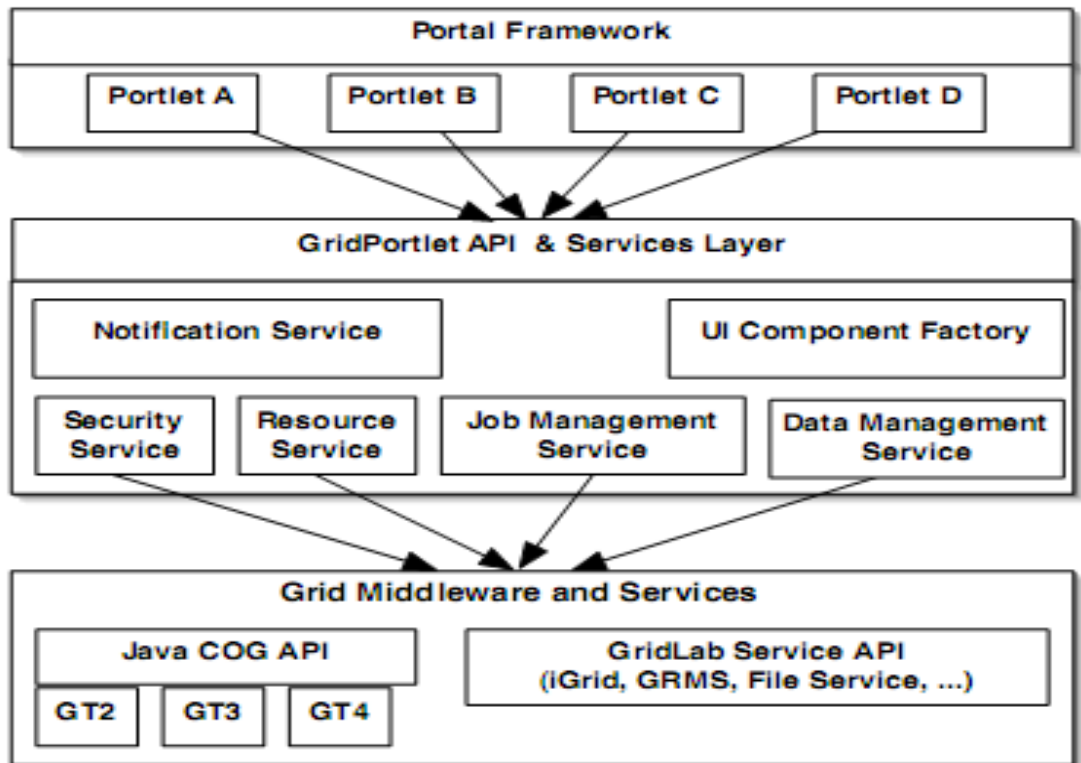 Portal Framework
Portlet A
Portlet B
Portlet C
Portlet D
GridPortlet API & Services Layer
Notification Service
UI Component Factory
Security
Service
Resource
Service
Job Management
Service
Data Management
Service
Grid Middleware and Services
Java COG API
GT2
GT3
GT4
GridLab Service API
(iGrid, GRMS, File Service, ...)